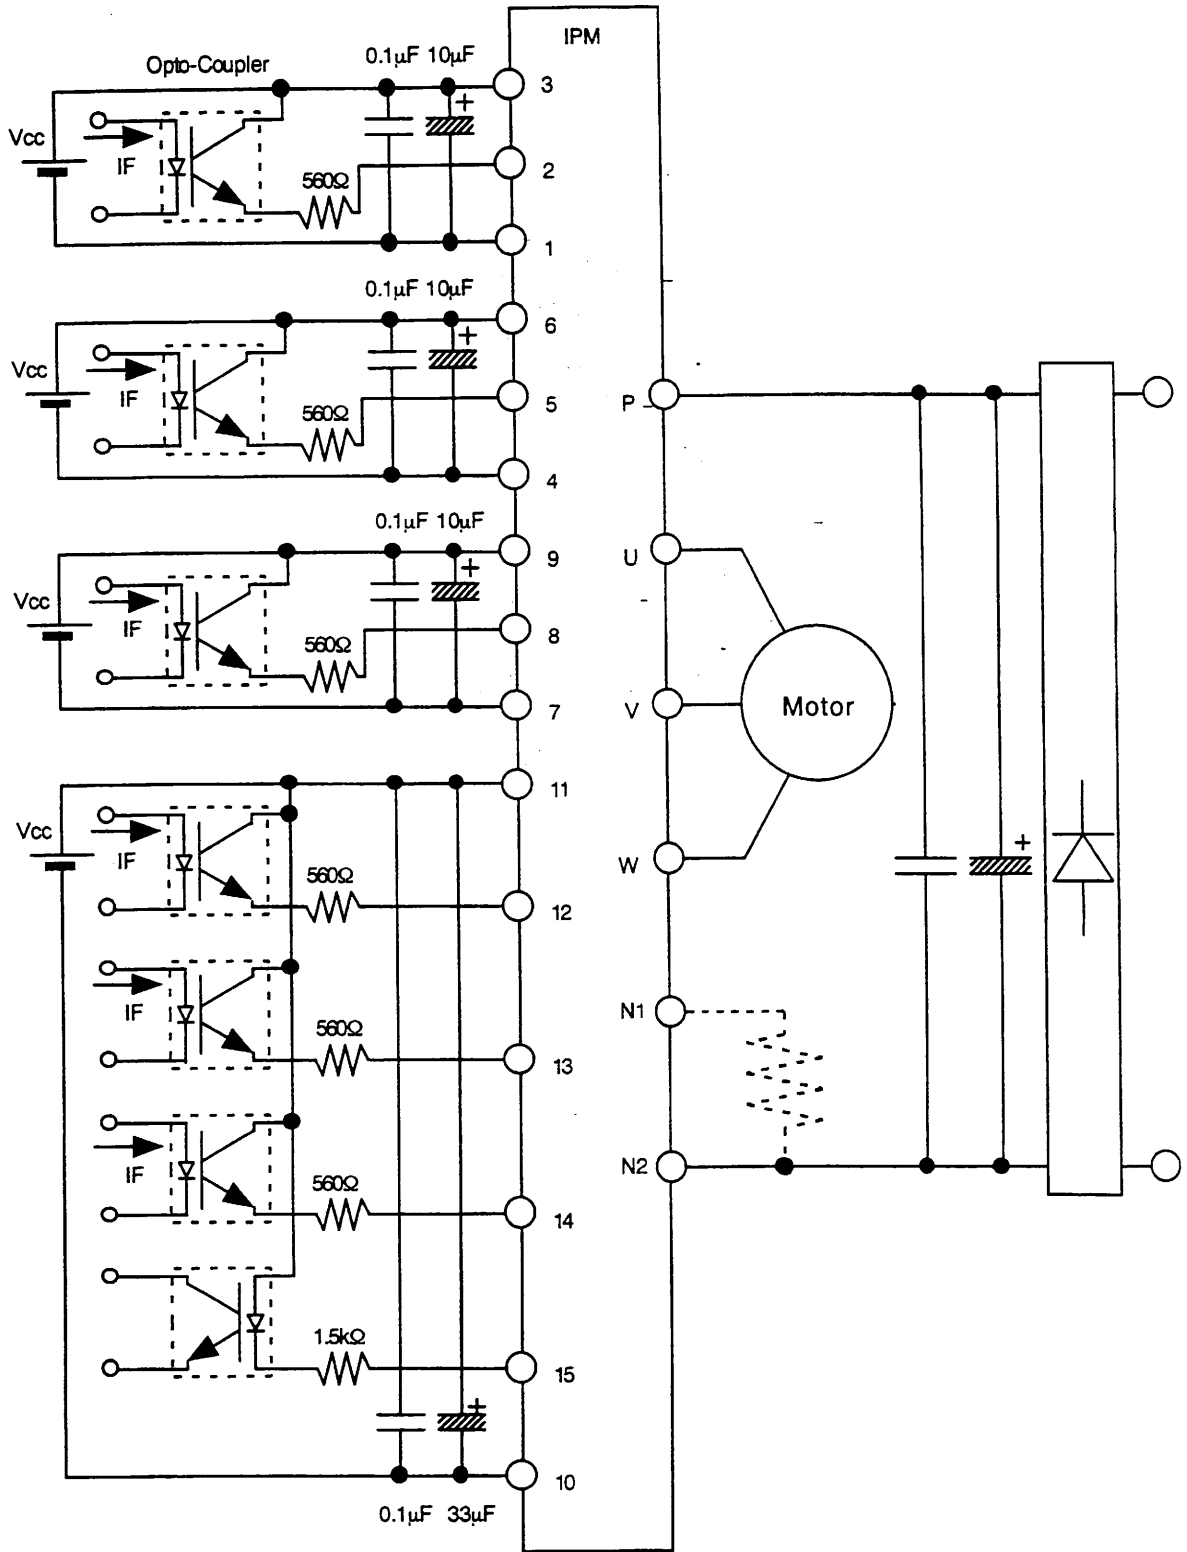 IPM
Opto-Coupler
0.1µF 10µF
3
Vcc
IF
2
560Ω
1
0.1µF 10µF
6
Vcc
IF
5
560Ω
4
P
0.1µF 10µF
9
U
Vcc
IF
8
560Ω
7
V
Motor
11
Vcc
IF
W
560Ω
12
IF
N1
560Ω
13
IF
N2
560Ω
14
1.5kΩ
15
10
0.1µF 33µF